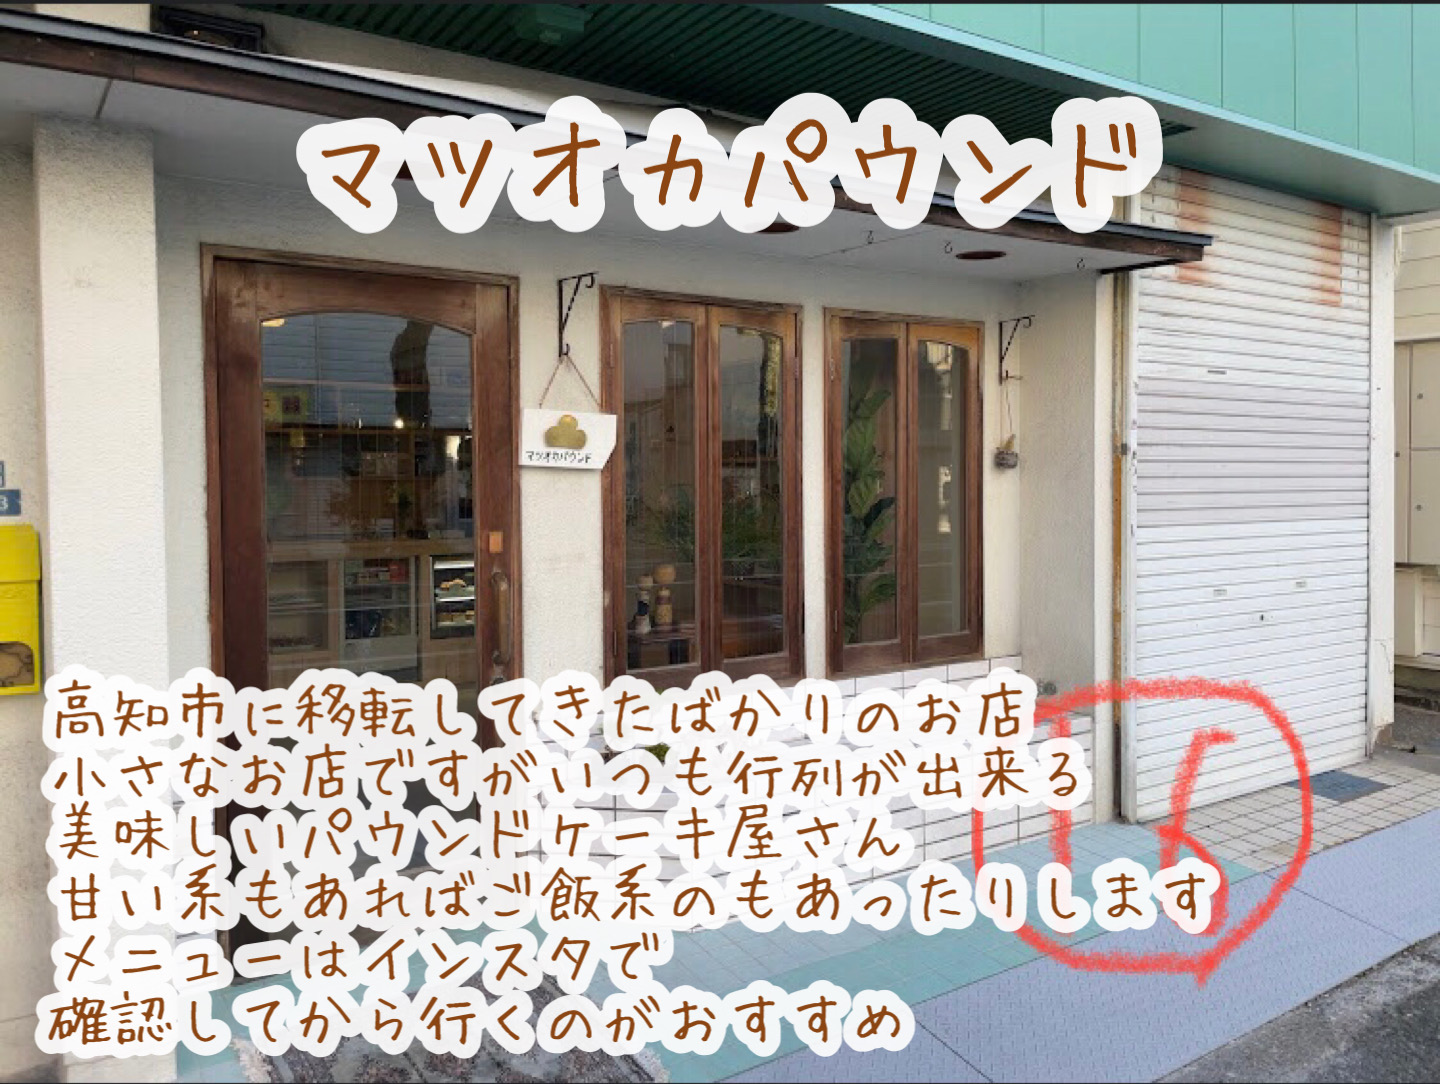 マツオカパウンド
マツオカパウンド
高知市に移転してきたばかりのお店
小さなお店ですがいつも行列が出来る
美味しいパウンドケーキ屋さん
甘い系もあればご飯系のもあったりします
メニューはインスタで
確認してから行くのがおすすめ